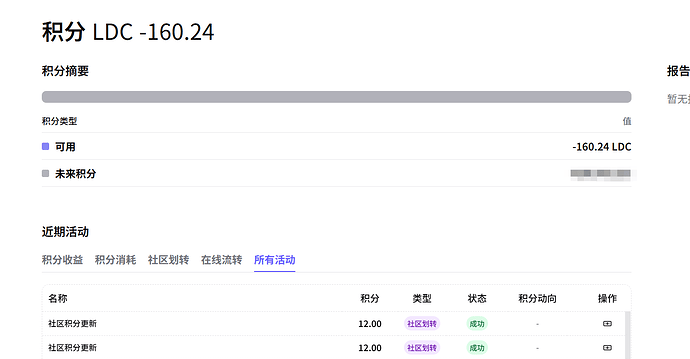 积分 LDC -160.24
积分摘要
报告
暂无
积分类型 值
可用 -160.24 LDC
未来积分
近期活动
积分收益 积分消耗 社区划转 在线流转 所有活动
名称 积分 类型 状态 积分动向 操作
社区积分更新 12.00 社区划转 成功 -
社区积分更新 12.00 社区划转 成功 -